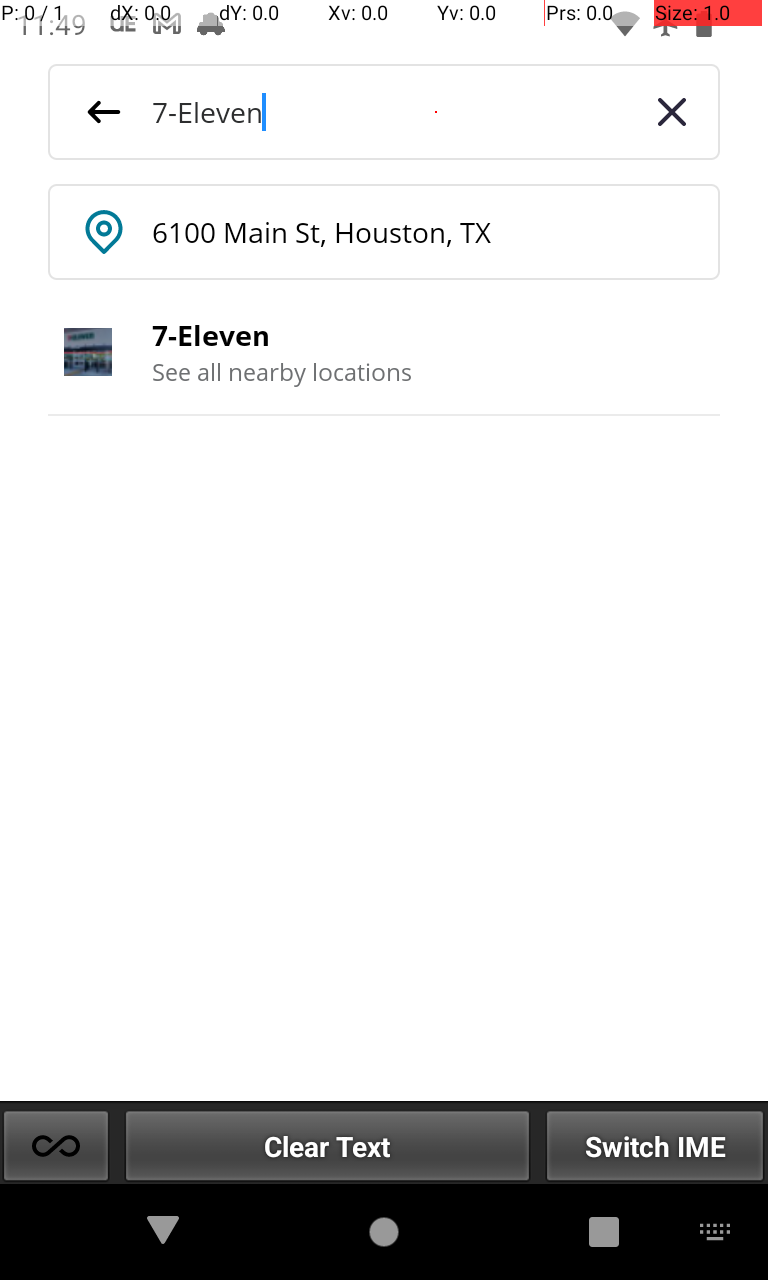 P: 0 / 1 dX: 0.0 dY: 0.0 Xv: 0.0 Yv: 0.0 Prs: 0.0 Size: 1.0
11:49 UE
7-Eleven
6100 Main St, Houston, TX
7-Eleven
See all nearby locations
Clear Text Switch IME